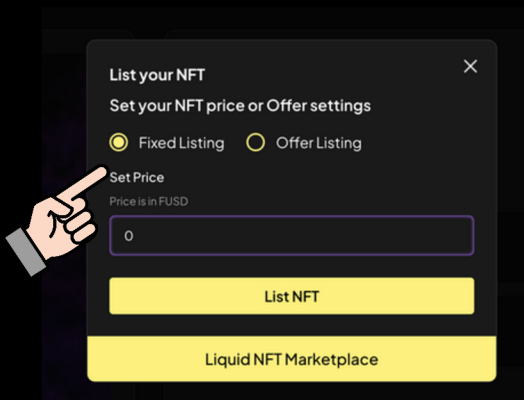 List your NFT
Set your NFT price or Offer settings
Fixed Listing Offer Listing
Set Price
Price is in FUSD
0
List NFT
Liquid NFT Marketplace